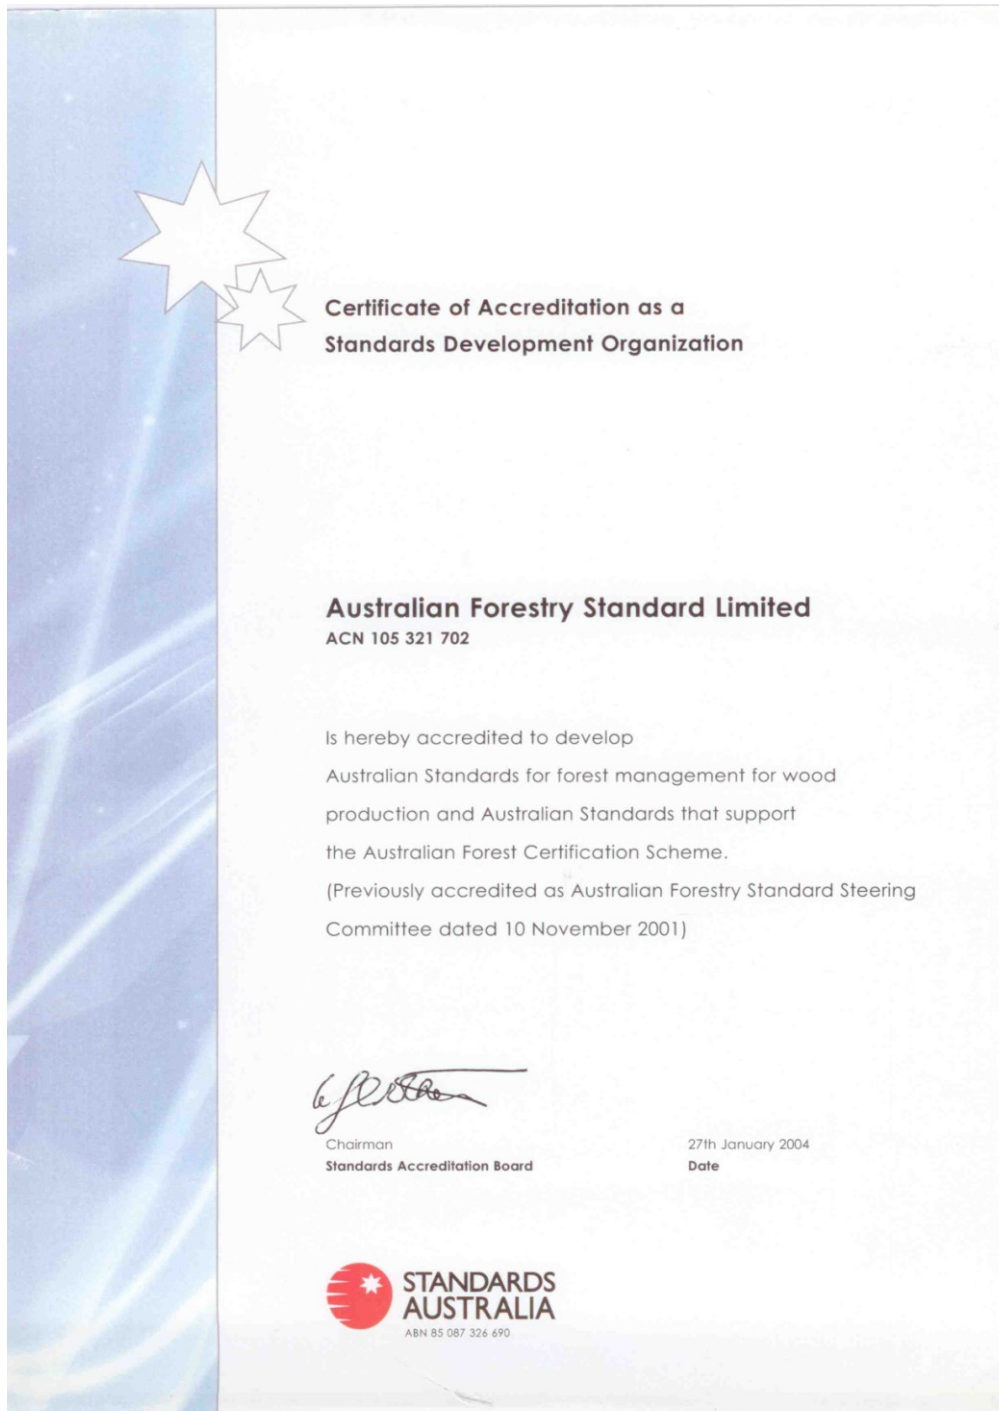 Certificate of Accreditation as a
Standards Development Organization
Australian Forestry Standard Limited
ACN 105 321 702
Is hereby accredited to develop
Australian Standards for forest management for wood
production and Australian Standards that support
the Australian Forest Certification Scheme.
(Previously accredited as Australian Forestry Standard Steering
Committee dated 10 November 2001)
Chairman
Standards Accreditation Board
27th January 2004
Date
STANDARDS
AUSTRALIA
ABN 85 087 326 690